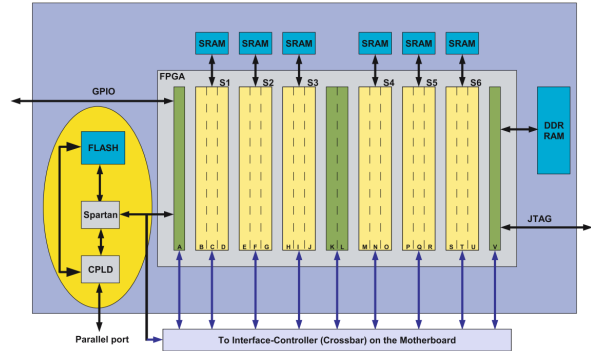 SRAM SRAM SRAM SRAM SRAM SRAM
FPGA
S1 S2 S3 S4 S5 S6
GPIO
DDR
RAM
FLASH
Spartan
JTAG
A B C D E F G H I J K L M N O P Q R S T U V
CPLD
Parallel port
To Interface-Controller (Crossbar) on the Motherboard